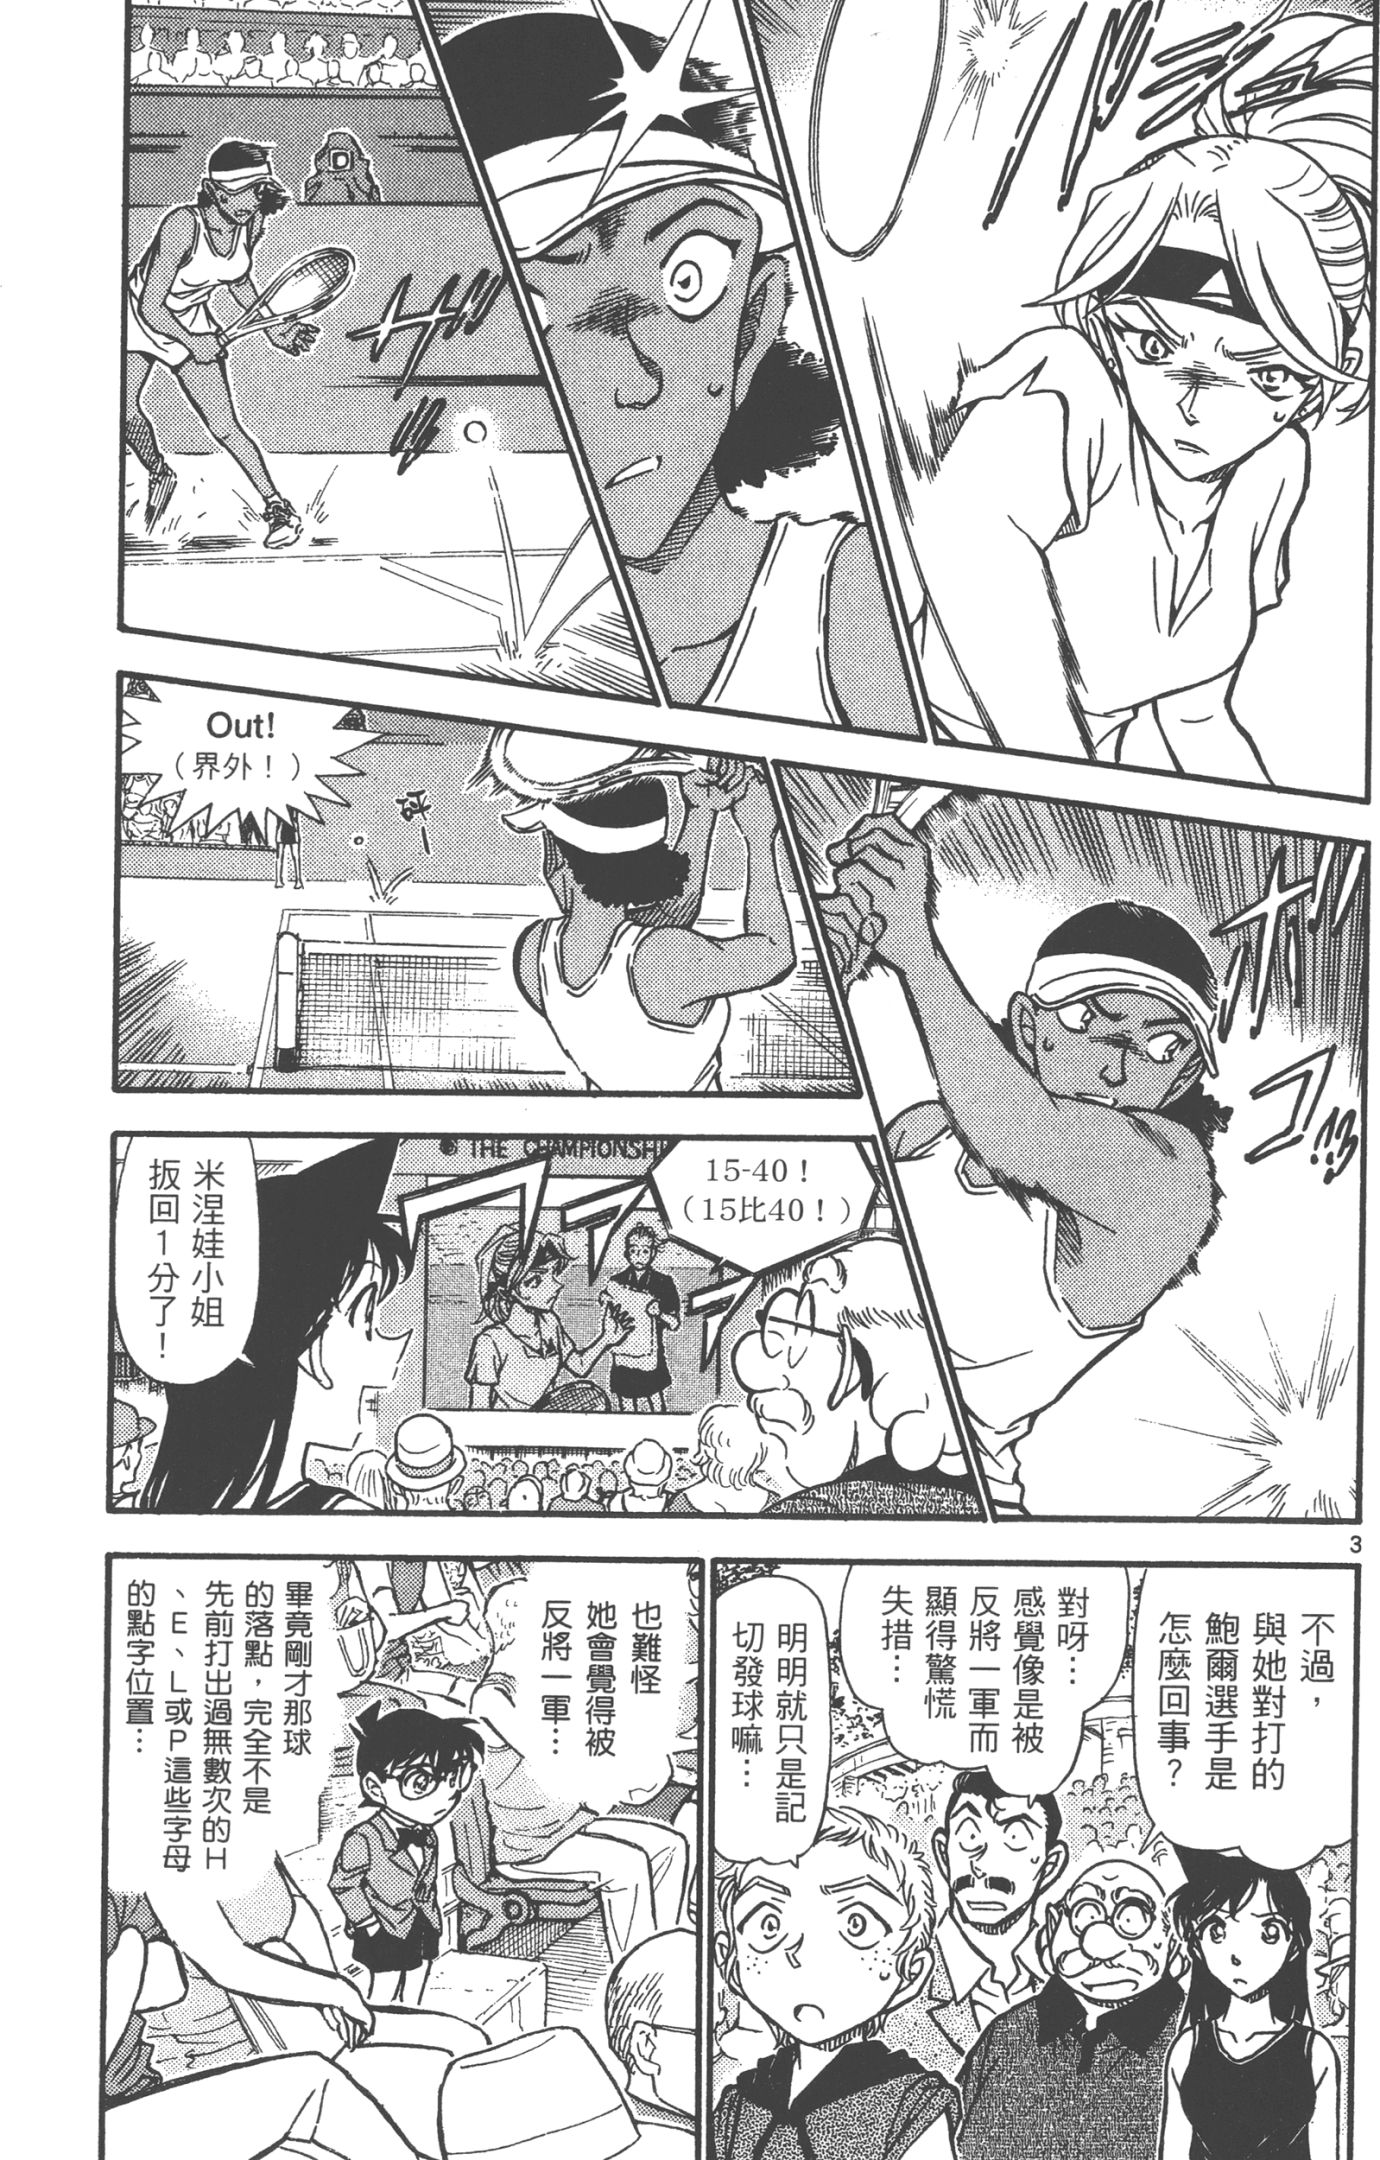 Out!
（界外！）
砰
15-40！
（15比40！）
THE CHAMPIONSHI
米涅娃小姐
扳回1分了！
3
不過，
與她對打的
鮑爾選手是
怎麼回事？
對呀…
感覺像是被
反將一軍而
顯得驚慌
失措…
明明就只是記
切發球嘛…
也難怪
她會覺得被
反將一軍…
畢竟剛才那球
的落點，完全不是
先前打出過無數次的H
、E、L或P這些字母
的點字位置…